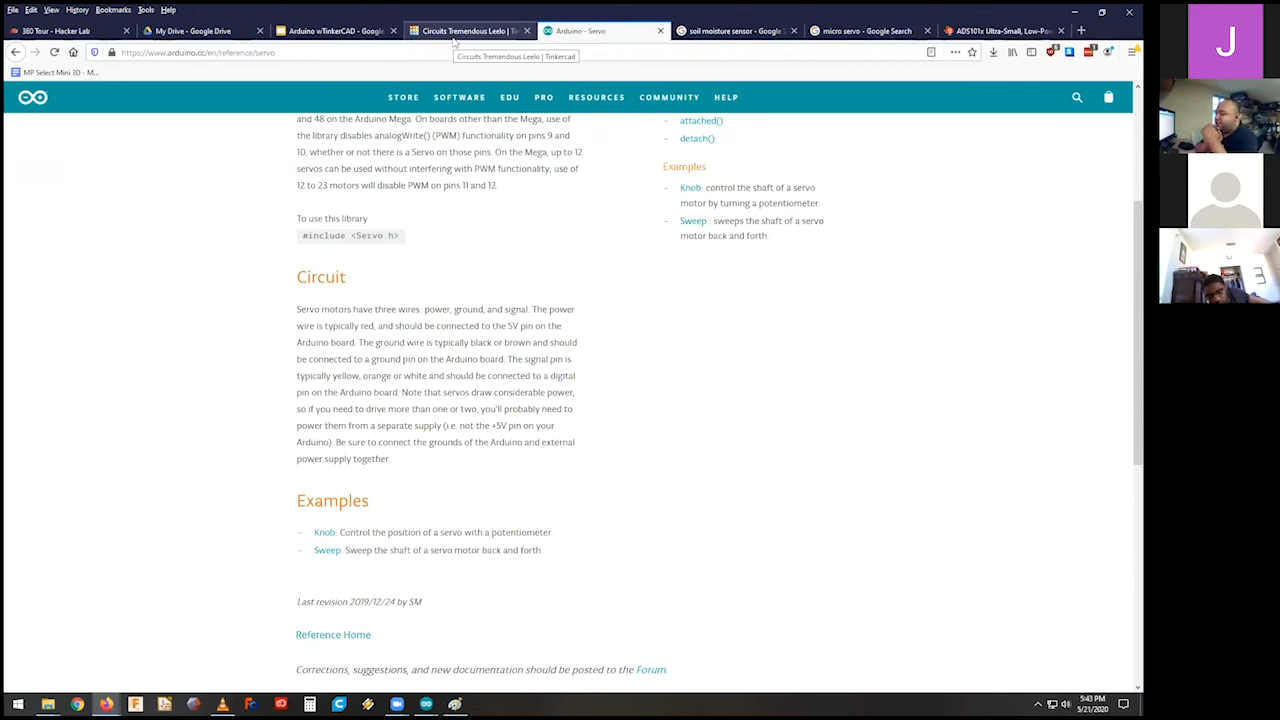 File Edit View History Bookmarks Tools Help
360 Tour - Hacker Lab
My Drive - Google Drive
Arduino wTinkerCAD - Google
Circuits Tremendous Leelo | Tin
Arduino - Servo
soil moisture sensor - Google S
micro servo - Google Search
ADS101x Ultra-Small, Low-Pow
https://www.arduino.cc/en/reference/servo
Circuits Tremendous Leelo | Tinkercad
MP Select Mini 3D - M...
STORE SOFTWARE EDU PRO RESOURCES COMMUNITY HELP
and 48 on the Arduino Mega. On boards other than the Mega, use of
the library disables analogWrite() (PWM) functionality on pins 9 and
10, whether or not there is a Servo on those pins. On the Mega, up to 12
servos can be used without interfering with PWM functionality; use of
12 to 23 motors will disable PWM on pins 11 and 12.
To use this library
#include <Servo.h>
Circuit
Servo motors have three wires: power, ground, and signal. The power
wire is typically red, and should be connected to the 5V pin on the
Arduino board. The ground wire is typically black or brown and should
be connected to a ground pin on the Arduino board. The signal pin is
typically yellow, orange or white and should be connected to a digital
pin on the Arduino board. Note that servos draw considerable power,
so if you need to drive more than one or two, you'll probably need to
power them from a separate supply (i.e. not the +5V pin on your
Arduino). Be sure to connect the grounds of the Arduino and external
power supply together.
Examples
- Knob: Control the position of a servo with a potentiometer.
- Sweep: Sweep the shaft of a servo motor back and forth.
Last revision 2019/12/24 by SM
Reference Home
Corrections, suggestions, and new documentation should be posted to the Forum.
- attached()
- detach()
Examples
- Knob: control the shaft of a servo
motor by turning a potentiometer.
- Sweep : sweeps the shaft of a servo
motor back and forth.
J
5:43 PM
5/21/2020